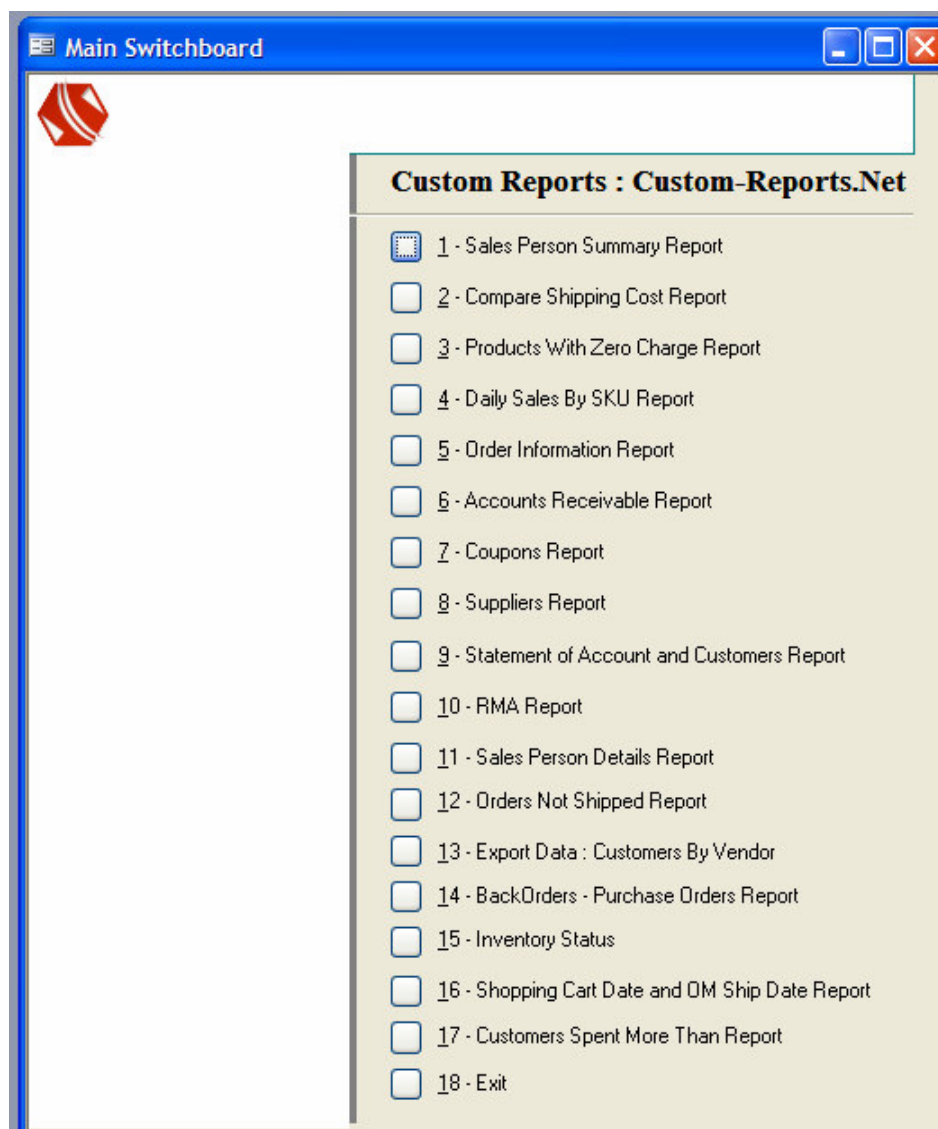 Main Switchboard
Custom Reports : Custom-Reports.Net
1 - Sales Person Summary Report
2 - Compare Shipping Cost Report
3 - Products With Zero Charge Report
4 - Daily Sales By SKU Report
5 - Order Information Report
6 - Accounts Receivable Report
7 - Coupons Report
8 - Suppliers Report
9 - Statement of Account and Customers Report
10 - RMA Report
11 - Sales Person Details Report
12 - Orders Not Shipped Report
13 - Export Data : Customers By Vendor
14 - BackOrders - Purchase Orders Report
15 - Inventory Status
16 - Shopping Cart Date and OM Ship Date Report
17 - Customers Spent More Than Report
18 - Exit